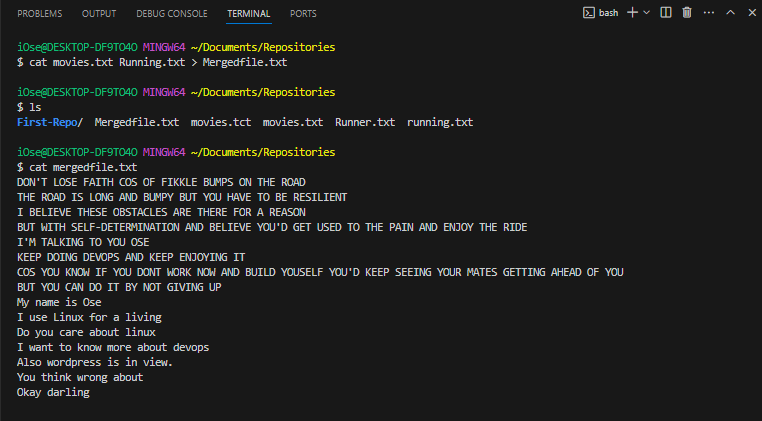 PROBLEMS OUTPUT DEBUG CONSOLE TERMINAL PORTS bash
iOse@DESKTOP-DF9TO4O MINGW64 ~/Documents/Repositories
$ cat movies.txt Running.txt > Mergedfile.txt
iOse@DESKTOP-DF9TO4O MINGW64 ~/Documents/Repositories
$ ls
First-Repo/ Mergedfile.txt movies.tct movies.txt Runner.txt running.txt
iOse@DESKTOP-DF9TO4O MINGW64 ~/Documents/Repositories
$ cat mergedfile.txt
DON'T LOSE FAITH COS OF FIKKLE BUMPS ON THE ROAD
THE ROAD IS LONG AND BUMPY BUT YOU HAVE TO BE RESILIENT
I BELIEVE THESE OBSTACLES ARE THERE FOR A REASON
BUT WITH SELF-DETERMINATION AND BELIEVE YOU'D GET USED TO THE PAIN AND ENJOY THE RIDE
I'M TALKING TO YOU OSE
KEEP DOING DEVOPS AND KEEP ENJOYING IT
COS YOU KNOW IF YOU DONT WORK NOW AND BUILD YOUSELF YOU'D KEEP SEEING YOUR MATES GETTING AHEAD OF YOU
BUT YOU CAN DO IT BY NOT GIVING UP
My name is Ose
I use Linux for a living
Do you care about linux
I want to know more about devops
Also wordpress is in view.
You think wrong about
Okay darling